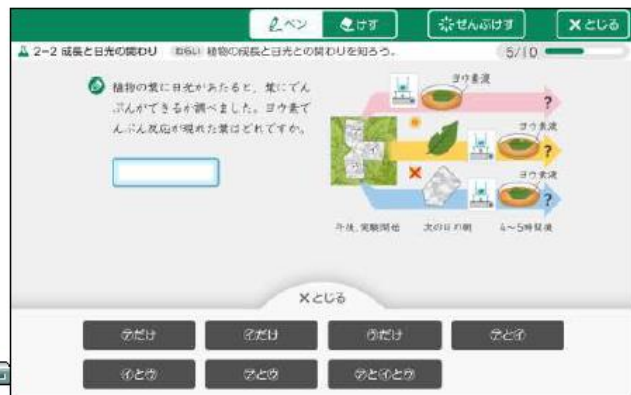 ペン
けす
ぜんぶけす
×とじる
2-2 成長と日光の関わり
ねらい
植物の成長と日光との関わりを知ろう。
5/10
植物の葉に日光があたると、葉にで
んぷんができるか調べました。ヨウ素で
んぷん反応が現れた葉はどれですか。
ヨウ素液
?
ヨウ素液
?
ヨウ素液
?
午後、実験開始
次の日の朝
4〜5時間後
×とじる
㋐だけ
㋑だけ
㋒だけ
㋐と㋑
㋑と㋒
㋐と㋒
㋐と㋑と㋒